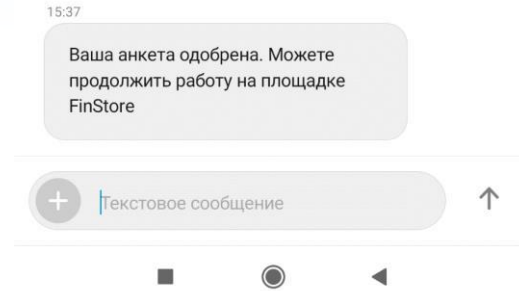 15:37
Ваша анкета одобрена. Можете
продолжить работу на площадке
FinStore
Текстовое сообщение